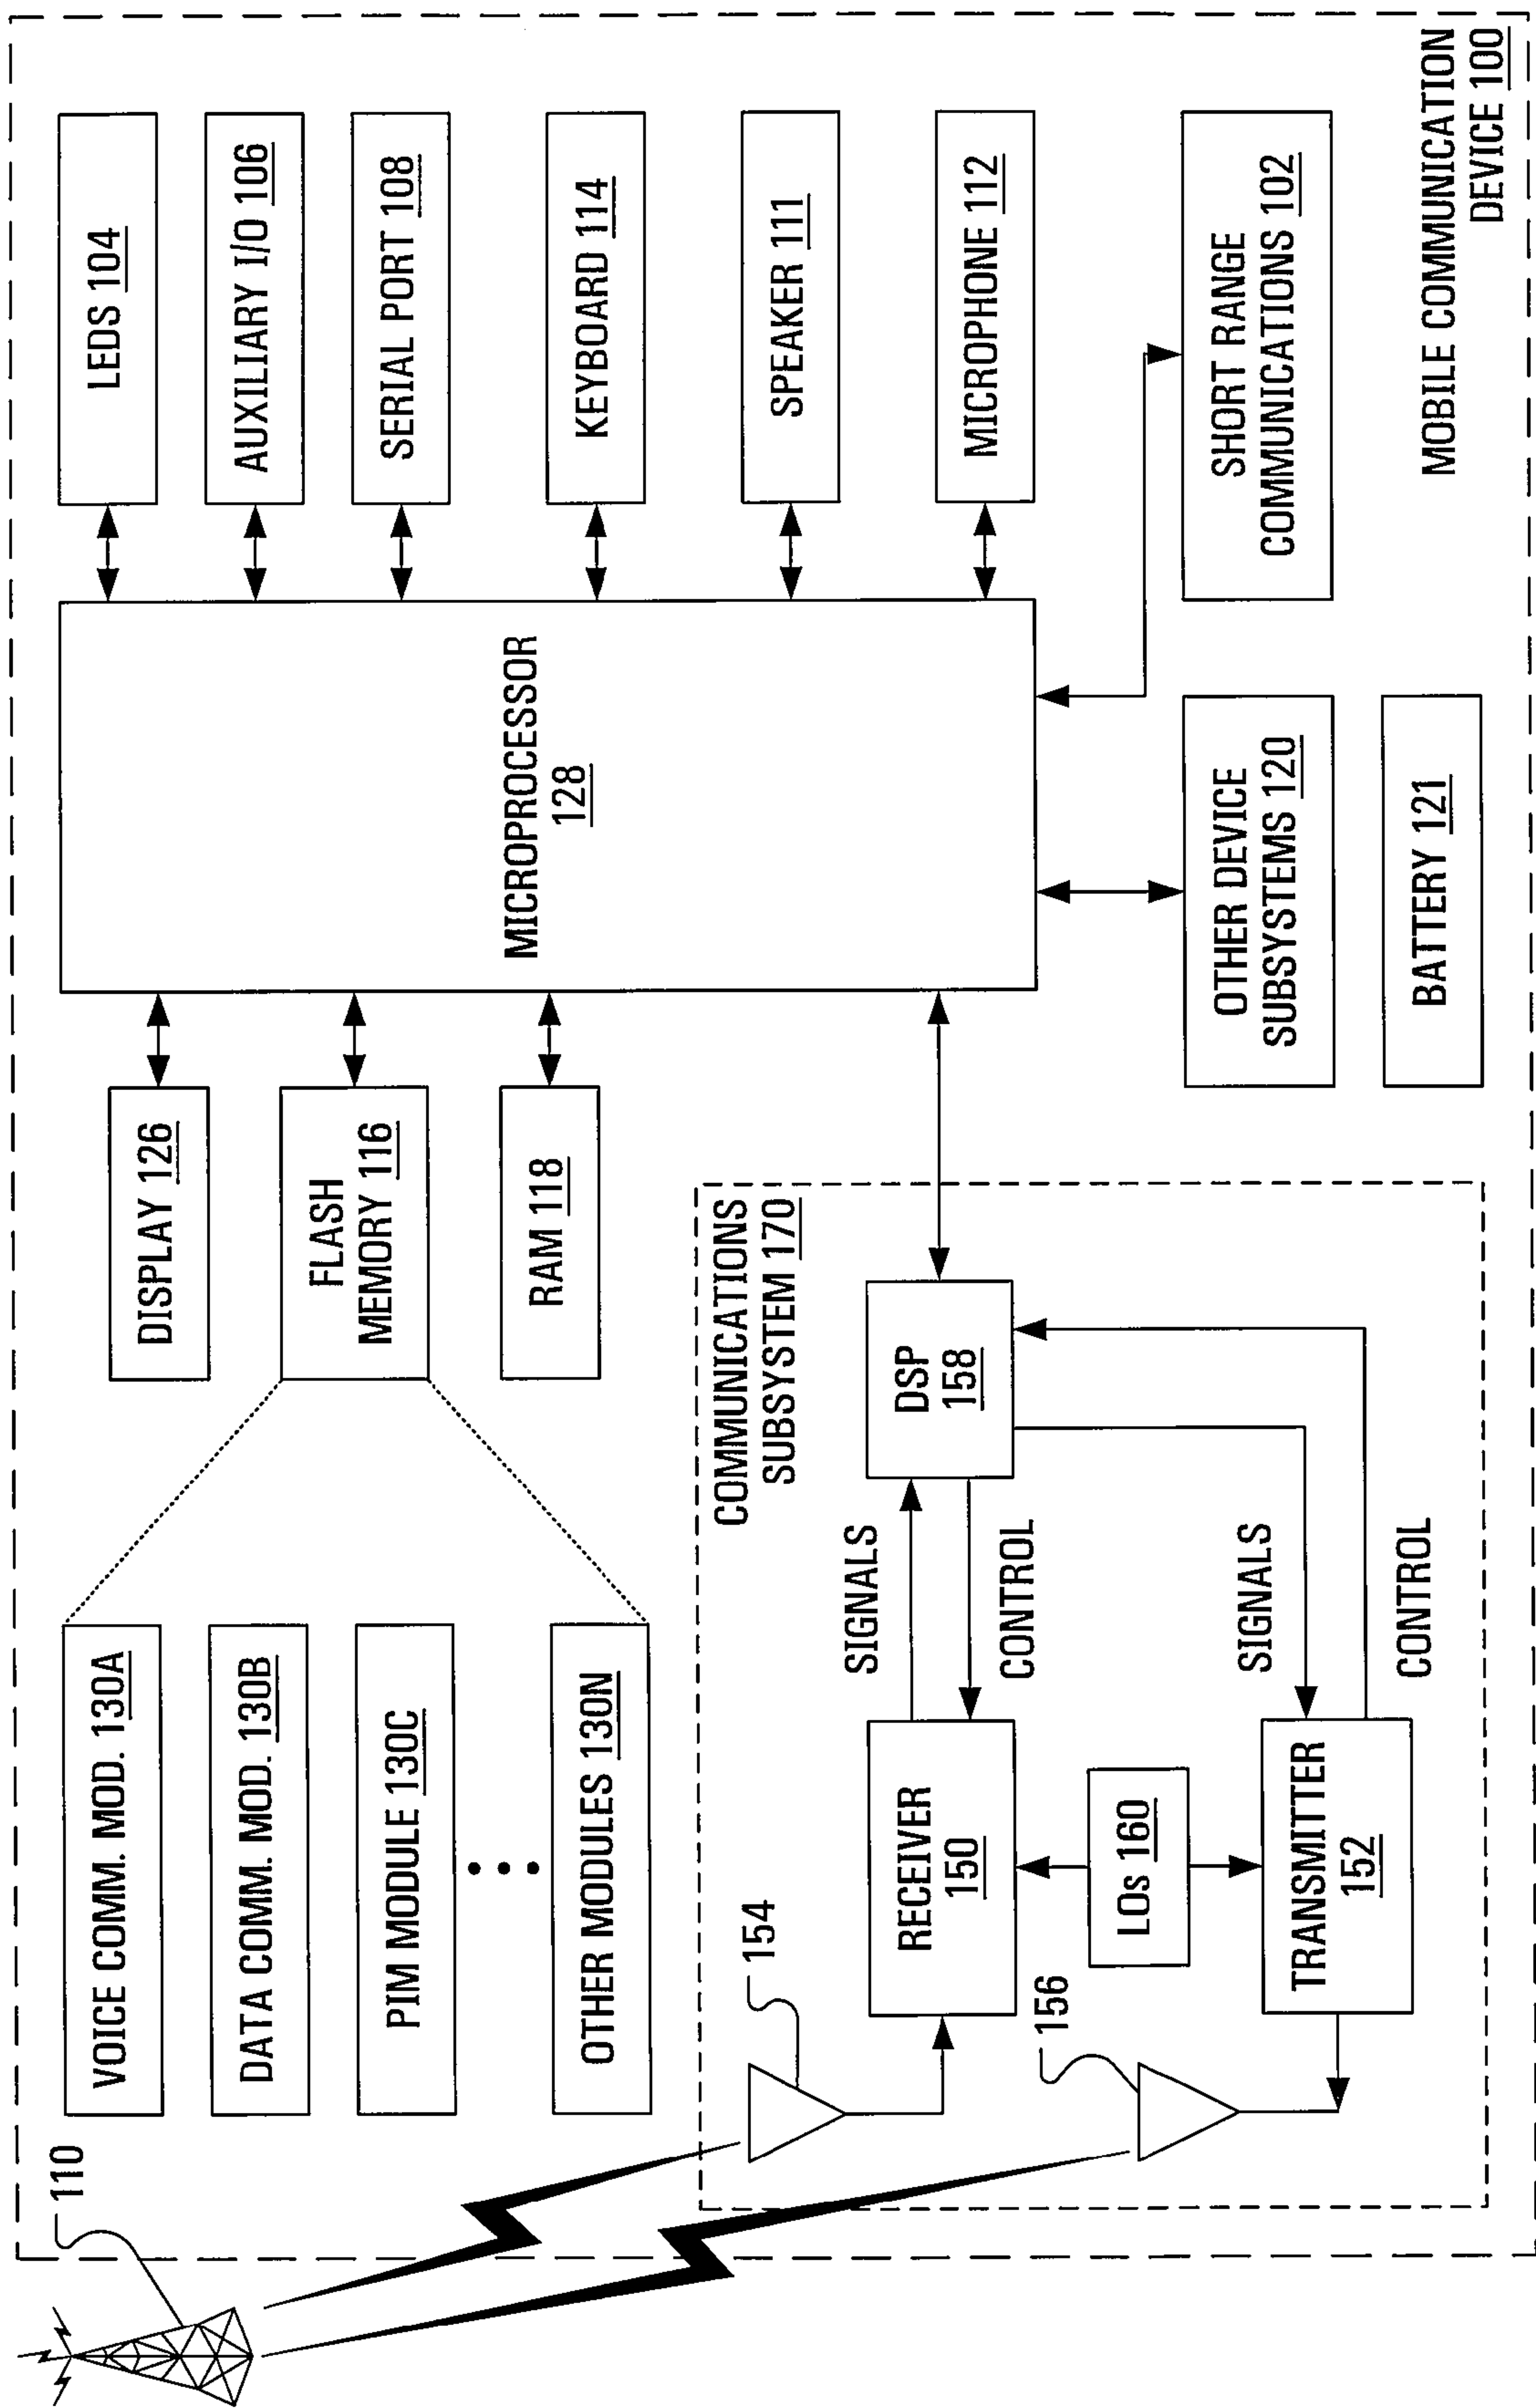 110
VOICE COMM. MOD. 130A
DATA COMM. MOD. 130B
PIM MODULE 130C
OTHER MODULES 130N
DISPLAY 126
FLASH
MEMORY 116
RAM 118
MICROPROCESSOR
128
LEDS 104
AUXILIARY I/O 106
SERIAL PORT 108
KEYBOARD 114
SPEAKER 111
MICROPHONE 112
COMMUNICATIONS
SUBSYSTEM 170
154
RECEIVER
150
SIGNALS
CONTROL
DSP
158
156
LOs 160
TRANSMITTER
152
SIGNALS
CONTROL
OTHER DEVICE
SUBSYSTEMS 120
BATTERY 121
SHORT RANGE
COMMUNICATIONS 102
MOBILE COMMUNICATION
DEVICE 100